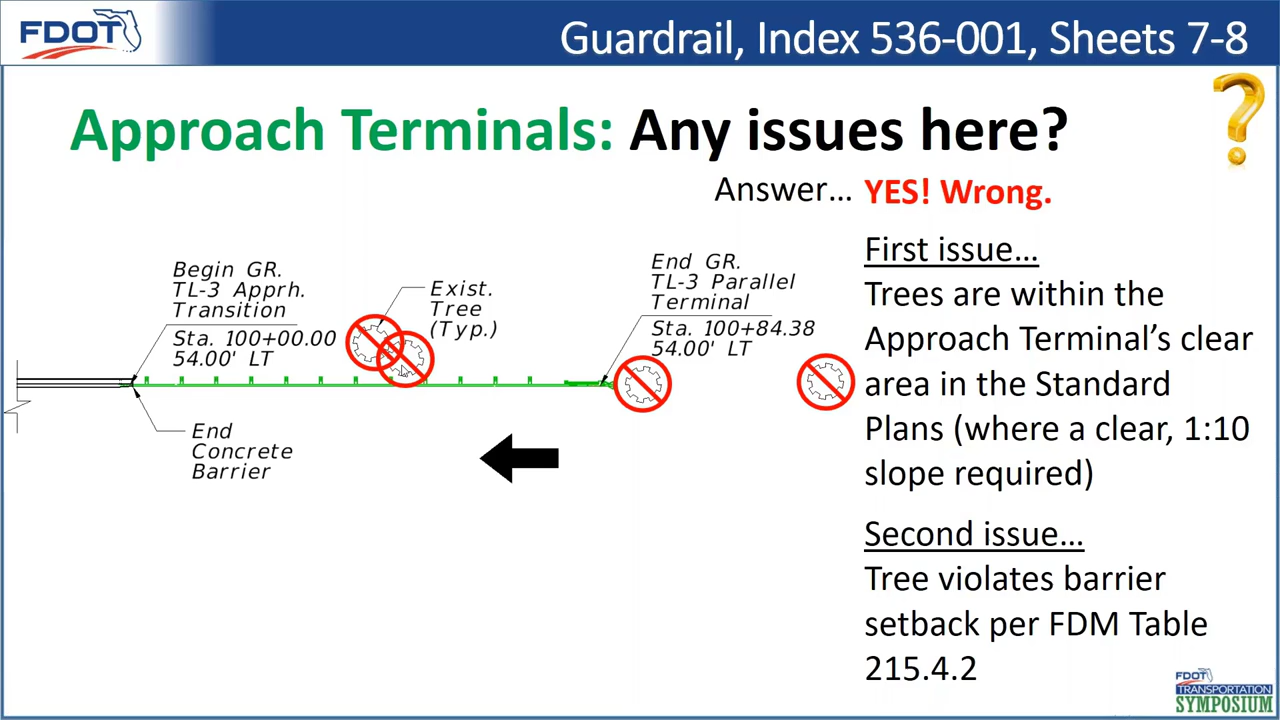 FDOT
Guardrail, Index 536-001, Sheets 7-8
Approach Terminals: Any issues here?
Answer... YES! Wrong.
Begin GR.
TL-3 Apprh.
Transition
Sta. 100+00.00
54.00' LT
Exist.
Tree
(Typ.)
End GR.
TL-3 Parallel
Terminal
Sta. 100+84.38
54.00' LT
End
Concrete
Barrier
First issue...
Trees are within the
Approach Terminal's clear
area in the Standard
Plans (where a clear, 1:10
slope required)
Second issue...
Tree violates barrier
setback per FDM Table
215.4.2
FDOT
TRANSPORTATION
SYMPOSIUM